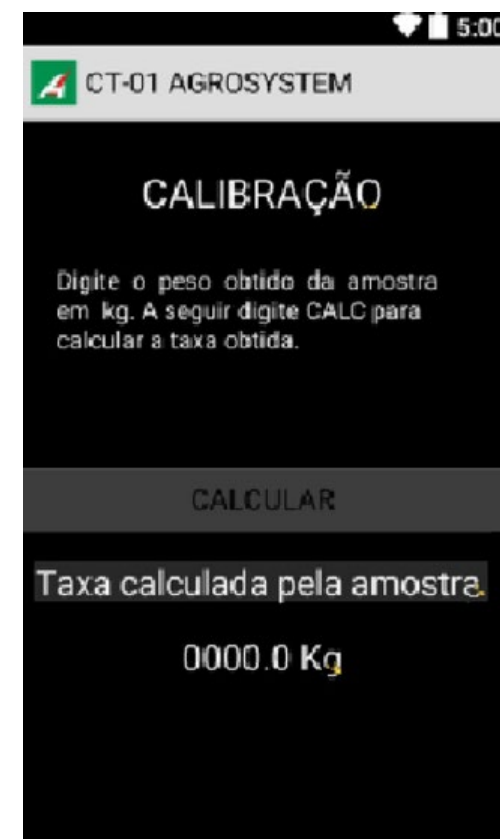 5:00
CT-01 AGROSYSTEM
CALIBRAÇÃO
Digite o peso obtido da amostra
em kg. A seguir digite CALC para
calcular a taxa obtida.
CALCULAR
Taxa calculada pela amostra
0000.0 Kg